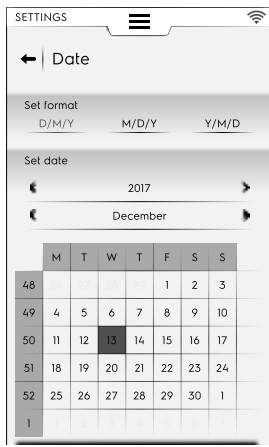 SETTINGS
Date
Set format
D/M/Y M/D/Y Y/M/D
Set date
2017
December
M T W T F S S
48 1 2 3
49 4 5 6 7 8 9 10
50 11 12 13 14 15 16 17
51 18 19 20 21 22 23 24
52 25 26 27 28 29 30 1
1